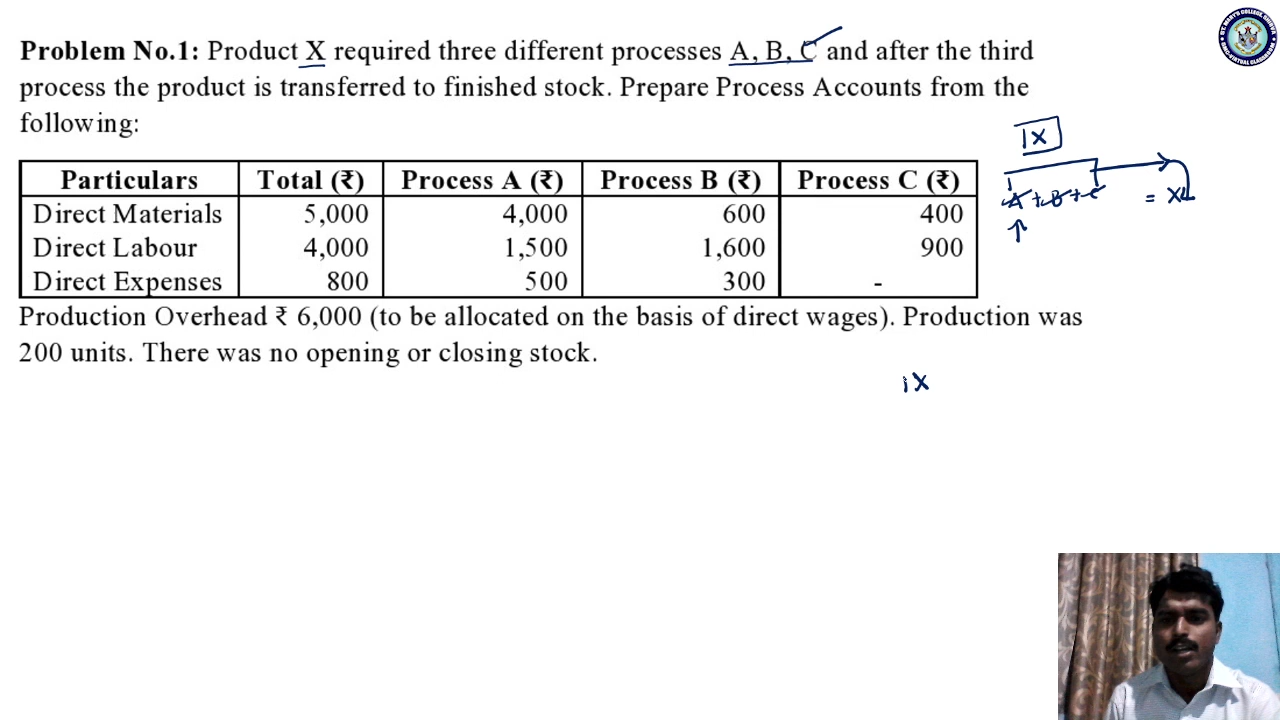 Problem No.1: Product X required three different processes A, B, C and after the third
process the product is transferred to finished stock. Prepare Process Accounts from the
following:
1X
Particulars Total (₹) Process A (₹) Process B (₹) Process C (₹)
Direct Materials 5,000 4,000 600 400
A + B + C = X
Direct Labour 4,000 1,500 1,600 900
Direct Expenses 800 500 300 -
Production Overhead ₹ 6,000 (to be allocated on the basis of direct wages). Production was
200 units. There was no opening or closing stock.
1X